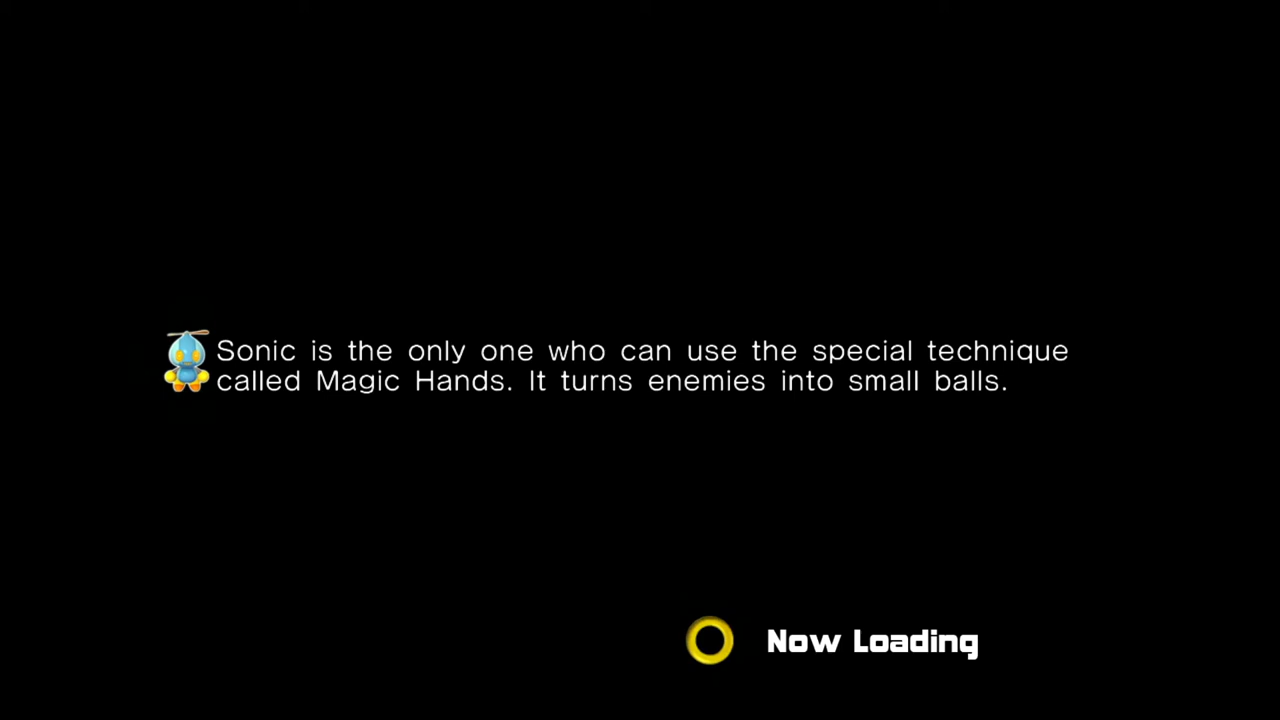 Sonic is the only one who can use the special technique
called Magic Hands. It turns enemies into small balls.
Now Loading